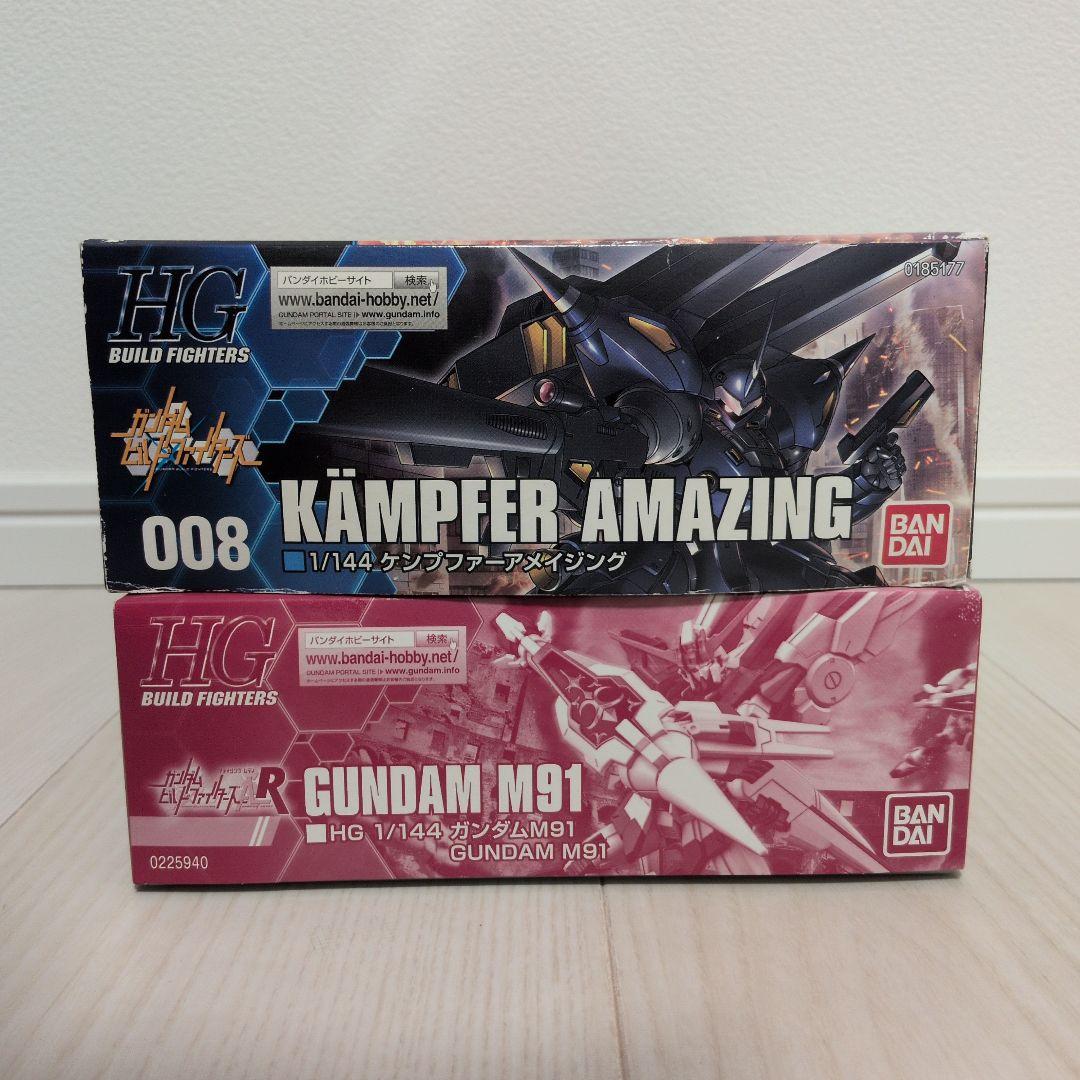 HG
BUILD FIGHTERS
バンダイホビーサイト 検索
www.bandai-hobby.net/
GUNDAM PORTAL SITE www.gundam.info
0185177
ガンダム
ビルドファイターズ
GUNDAM BUILD FIGHTERS
008
KÄMPFER AMAZING
1/144 ケンプファーアメイジング
BAN
DAI
HG
BUILD FIGHTERS
バンダイホビーサイト 検索
www.bandai-hobby.net/
GUNDAM PORTAL SITE www.gundam.info
ガンダム
ビルドファイターズAR
GUNDAM M91
HG 1/144 ガンダムM91
GUNDAM M91
0225940
BAN
DAI